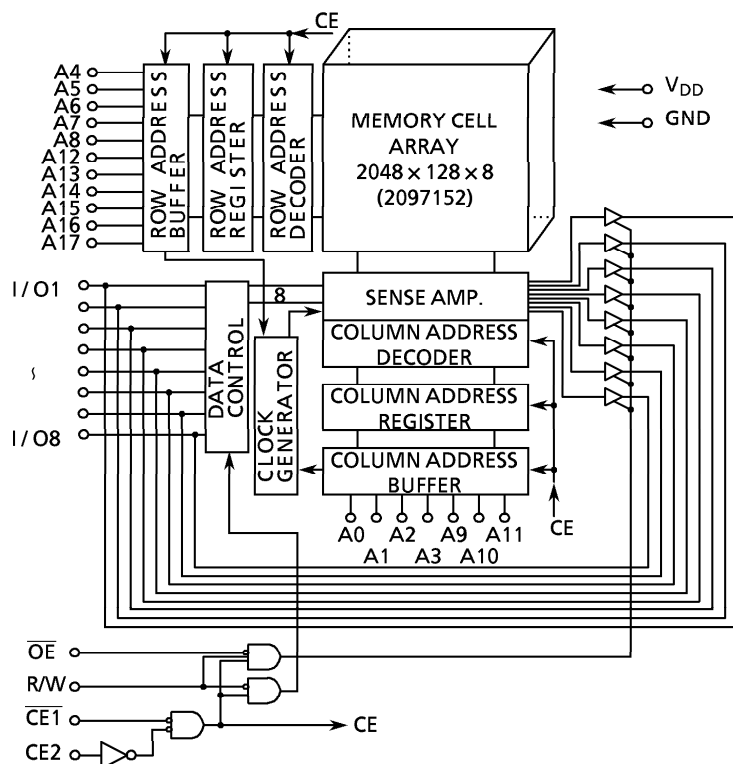 CE
A4
A5
A6
A7
A8
A12
A13
A14
A15
A16
A17
ROW ADDRESS
BUFFER
ROW ADDRESS
REGISTER
ROW ADDRESS
DECODER
MEMORY CELL
ARRAY
2048 × 128 × 8
(2097152)
VDD
GND
I/O1
~
I/O8
DATA
CONTROL
8
CLOCK
GENERATOR
SENSE AMP.
COLUMN ADDRESS
DECODER
COLUMN ADDRESS
REGISTER
COLUMN ADDRESS
BUFFER
A0
A1
A2
A3
A9
A10
A11
CE
OE
R/W
CE1
CE2
CE